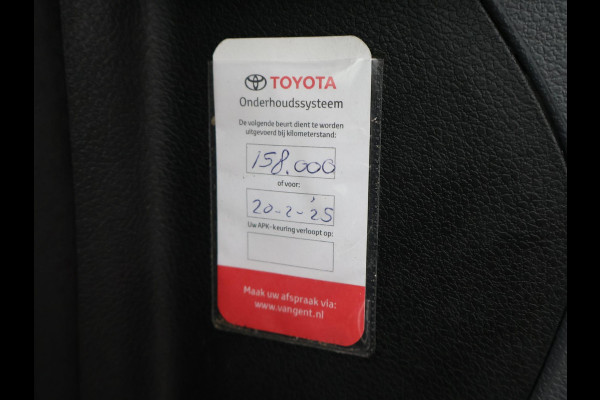 TOYOTA
Onderhoudssysteem
De volgende beurt dient te worden
uitgevoerd bij kilometerstand:
158.000
of voor:
20-2-'25
Uw APK-keuring verloopt op:
Maak uw afspraak via:
www.vangent.nl